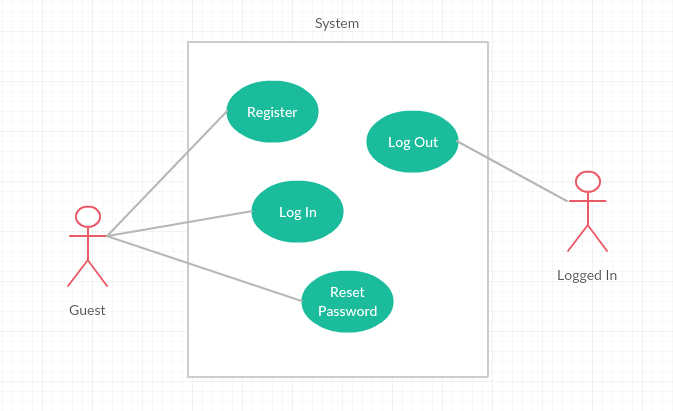 System
Register
Log Out
Log In
Logged In
Reset
Password
Guest